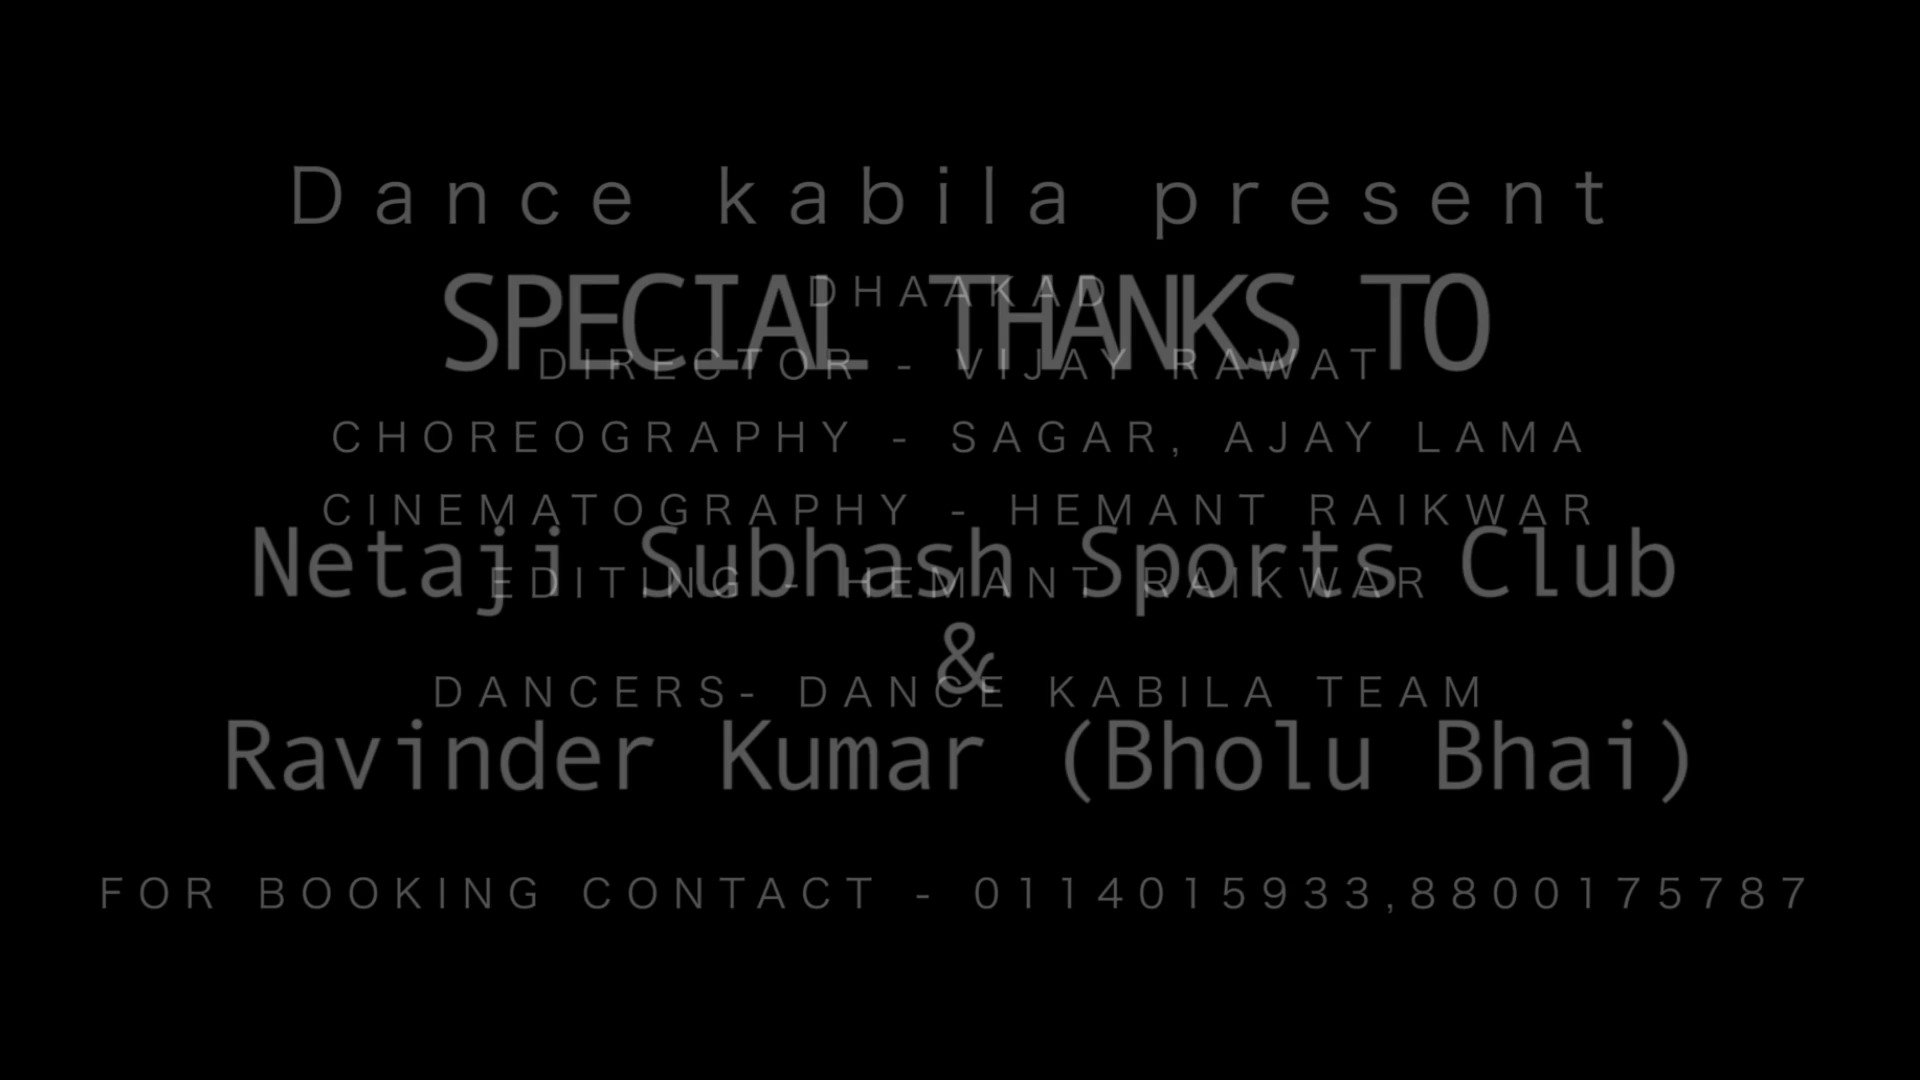 Dance kabila present
DHAAKAD
SPECIAL THANKS TO
DIRECTOR - VIJAY RAWAT
CHOREOGRAPHY - SAGAR, AJAY LAMA
CINEMATOGRAPHY - HEMANT RAIKWAR
Netaji Subhash Sports Club
EDITING - HEMANT RAIKWAR
&
DANCERS- DANCE KABILA TEAM
Ravinder Kumar (Bholu Bhai)
FOR BOOKING CONTACT - 0114015933,8800175787